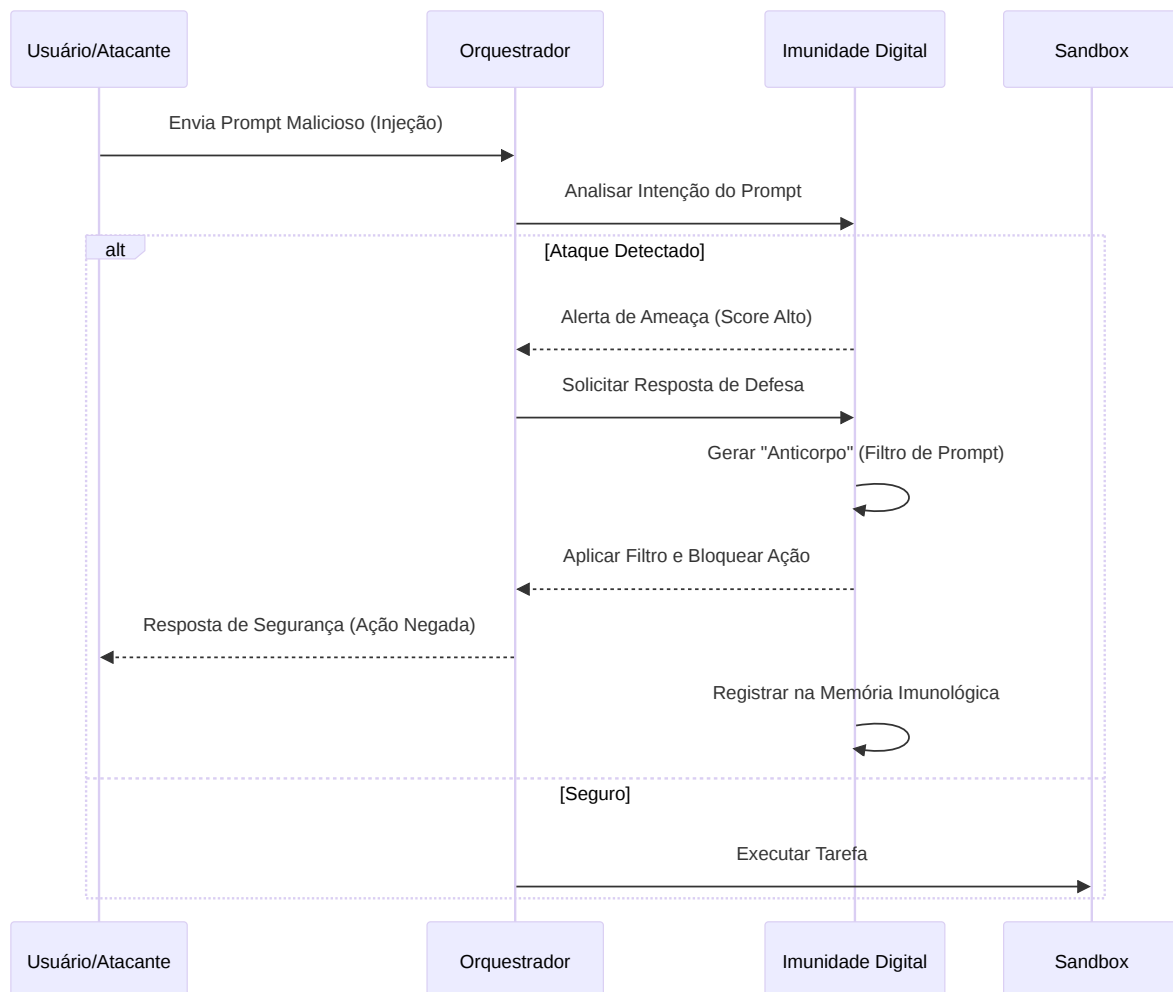 Usuário/Atacante
Orquestrador
Imunidade Digital
Sandbox
Envia Prompt Malicioso (Injeção)
Analisar Intenção do Prompt
alt
[Ataque Detectado]
Alerta de Ameaça (Score Alto)
Solicitar Resposta de Defesa
Gerar "Anticorpo" (Filtro de Prompt)
Aplicar Filtro e Bloquear Ação
Resposta de Segurança (Ação Negada)
Registrar na Memória Imunológica
[Seguro]
Executar Tarefa
Usuário/Atacante
Orquestrador
Imunidade Digital
Sandbox